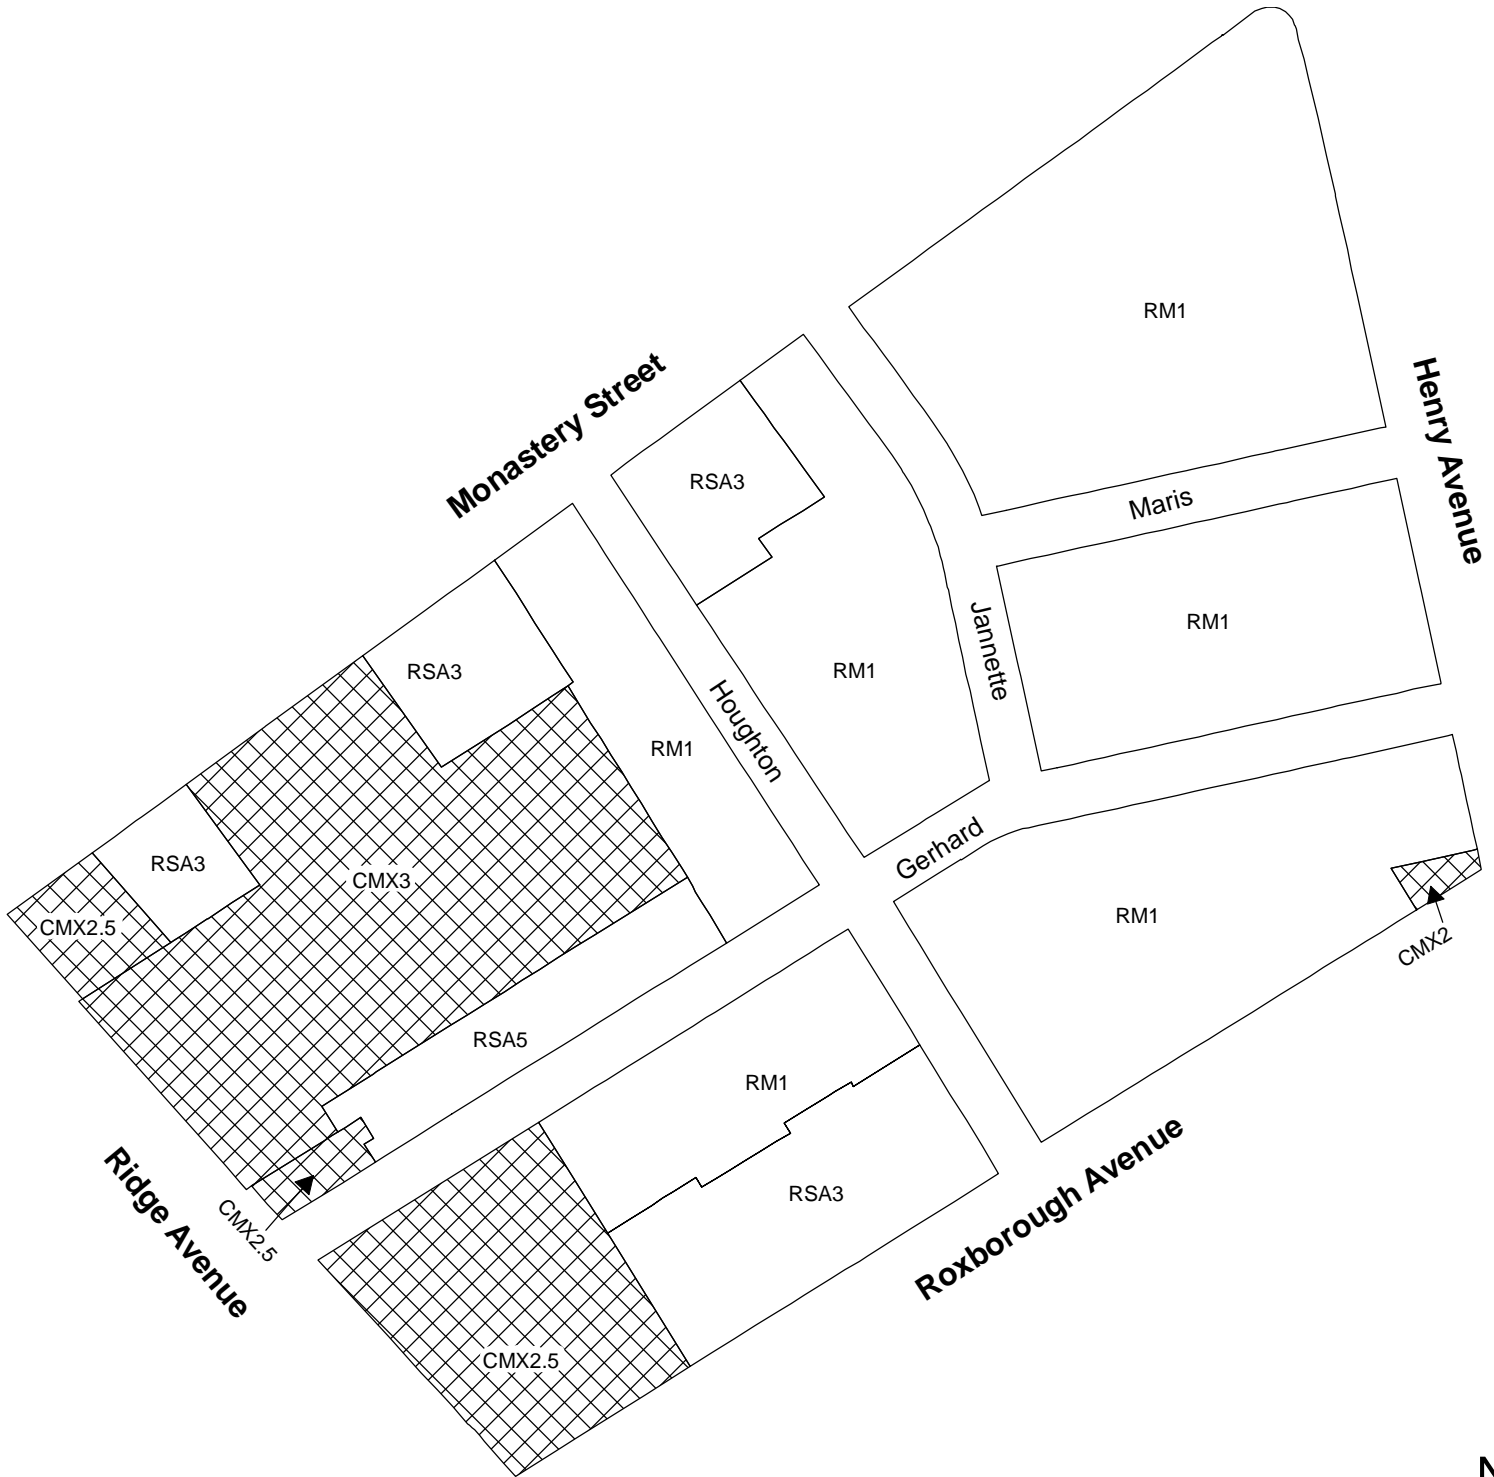 RM1
Henry Avenue
Monastery Street
RSA3
Maris
RM1
Jannette
RSA3
RM1
Houghton
RM1
Gerhard
RSA3
CMX3
CMX2.5
RM1
CMX2
RSA5
RM1
RSA3
Roxborough Avenue
Ridge Avenue
CMX2.5
CMX2.5